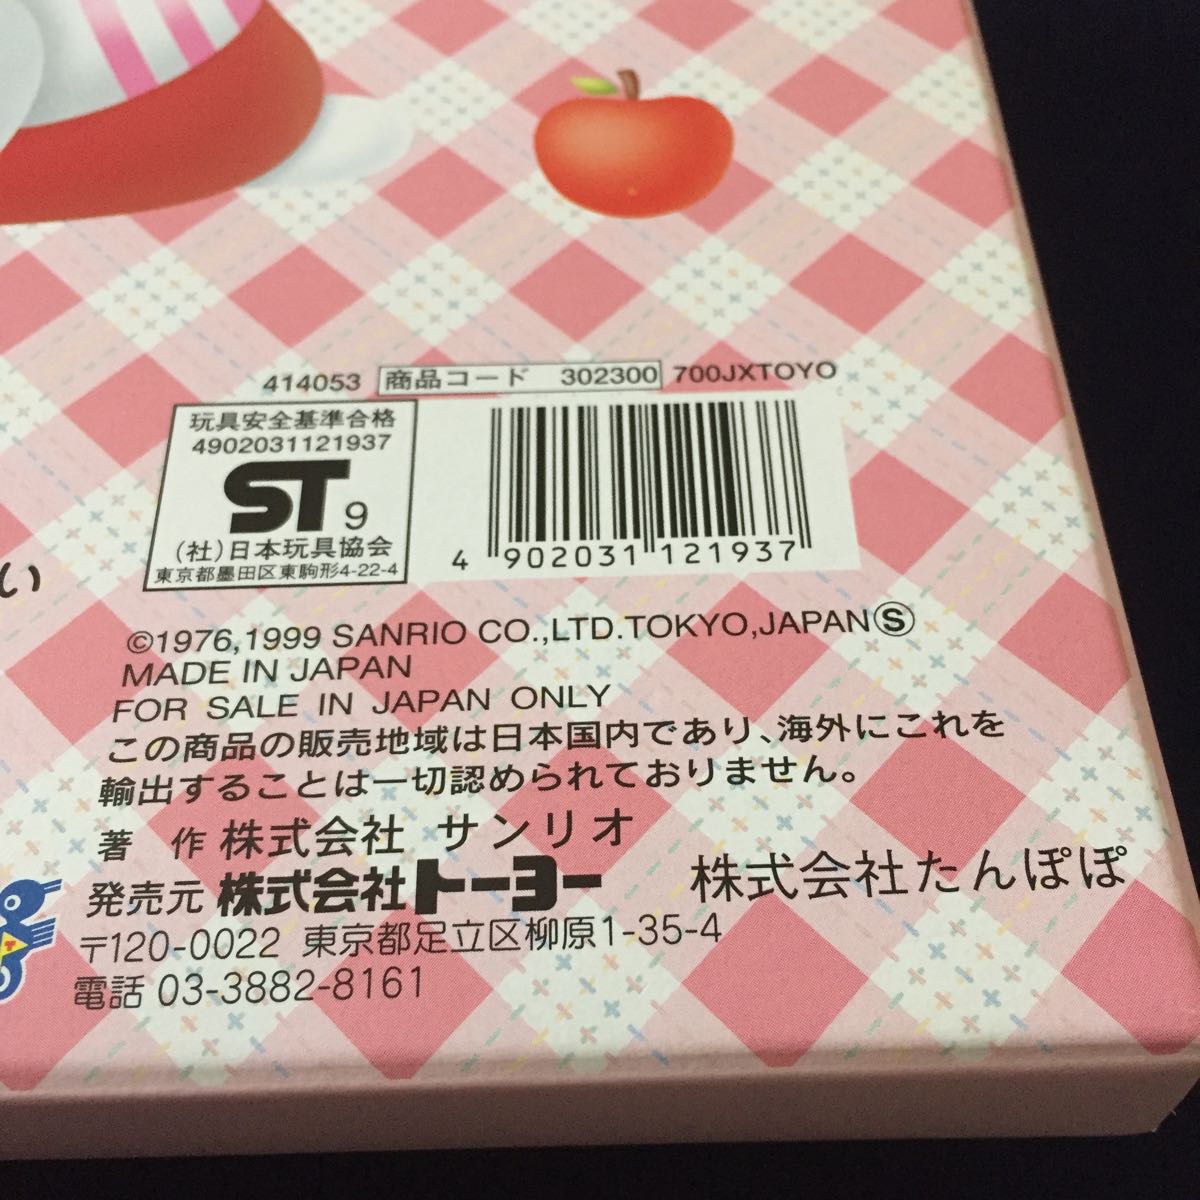 414053 商品コード 302300 700JXTOYO
玩具安全基準合格
4902031121937
ST 9
(社)日本玩具協会
東京都墨田区東駒形4-22-4
4 902031 121937
い
©1976,1999 SANRIO CO.,LTD.TOKYO,JAPANⓈ
MADE IN JAPAN
FOR SALE IN JAPAN ONLY
この商品の販売地域は日本国内であり、海外にこれを
輸出することは一切認められておりません。
著 作 株式会社 サンリオ
発売元 株式会社トーヨー 株式会社たんぽぽ
〒120-0022 東京都足立区柳原1-35-4
電話 03-3882-8161